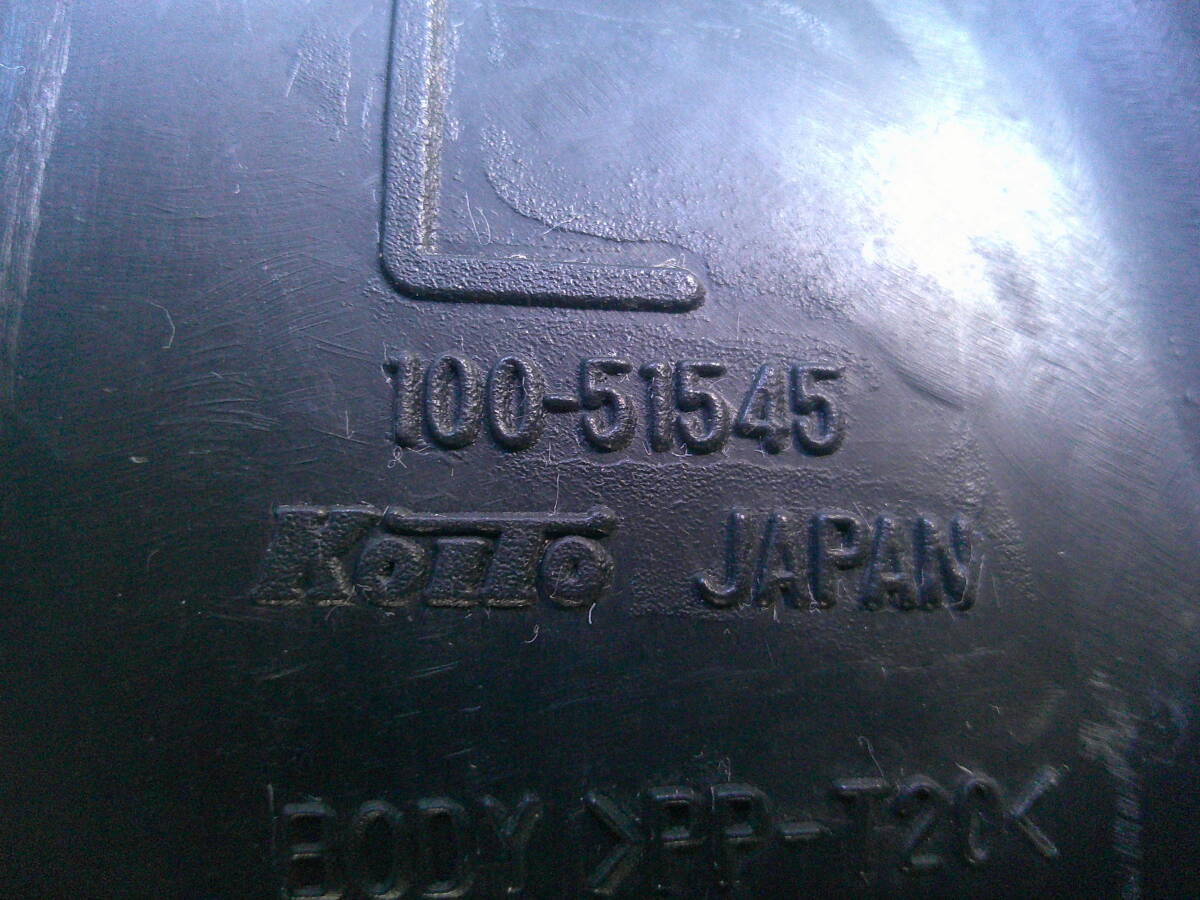 L
100-51545
KOITO JAPAN
BODY >PP-T20<